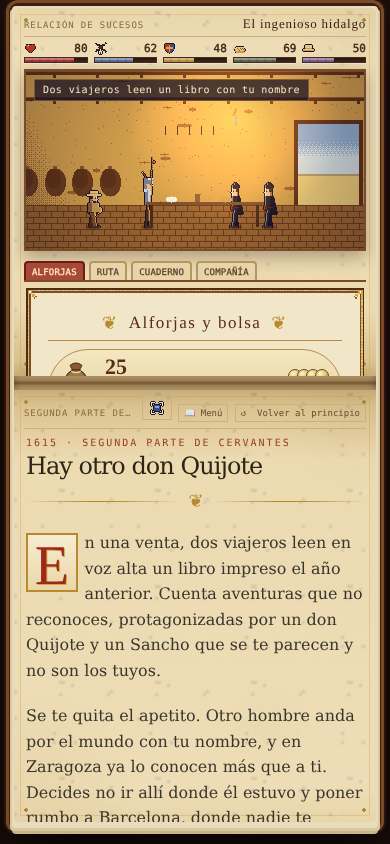 RELACIÓN DE SUCESOS
El ingenioso hidalgo
80 62 48 69 50
Dos viajeros leen un libro con tu nombre
ALFORJAS RUTA CUADERNO COMPAÑÍA
Alforjas y bolsa
25
SEGUNDA PARTE DE… Menú ↺ Volver al principio
1615 · SEGUNDA PARTE DE CERVANTES
Hay otro don Quijote
En una venta, dos viajeros leen en
voz alta un libro impreso el año
anterior. Cuenta aventuras que no
reconoces, protagonizadas por un don
Quijote y un Sancho que se te parecen y
no son los tuyos.
Se te quita el apetito. Otro hombre anda
por el mundo con tu nombre, y en
Zaragoza ya lo conocen más que a ti.
Decides no ir allí donde él estuvo y poner
rumbo a Barcelona, donde nadie te